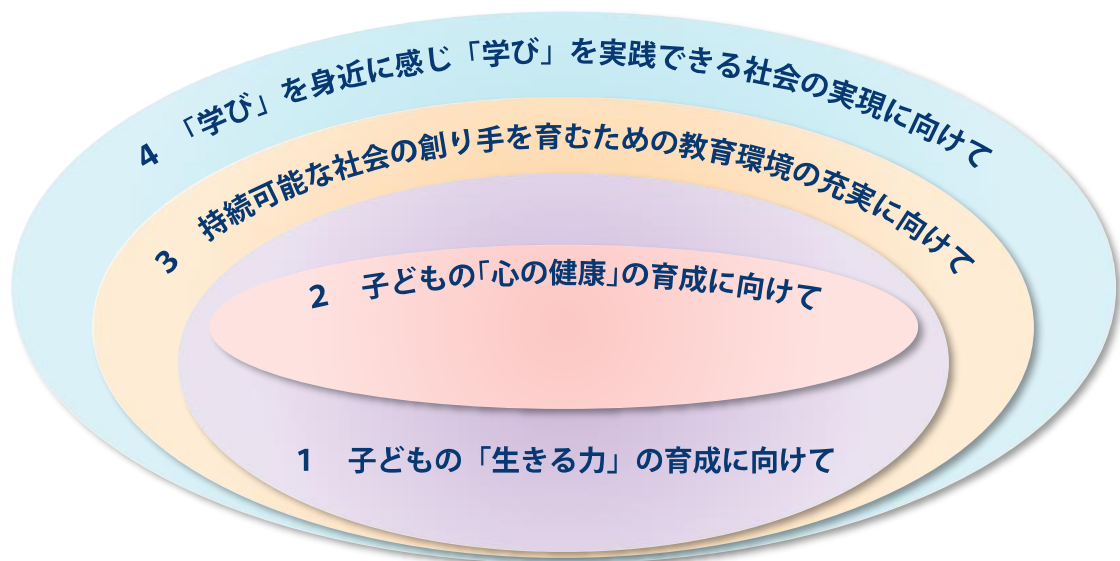 4 「学び」を身近に感じ「学び」を実践できる社会の実現に向けて
3 持続可能な社会の創り手を育むための教育環境の充実に向けて
2 子どもの「心の健康」の育成に向けて
1 子どもの「生きる力」の育成に向けて